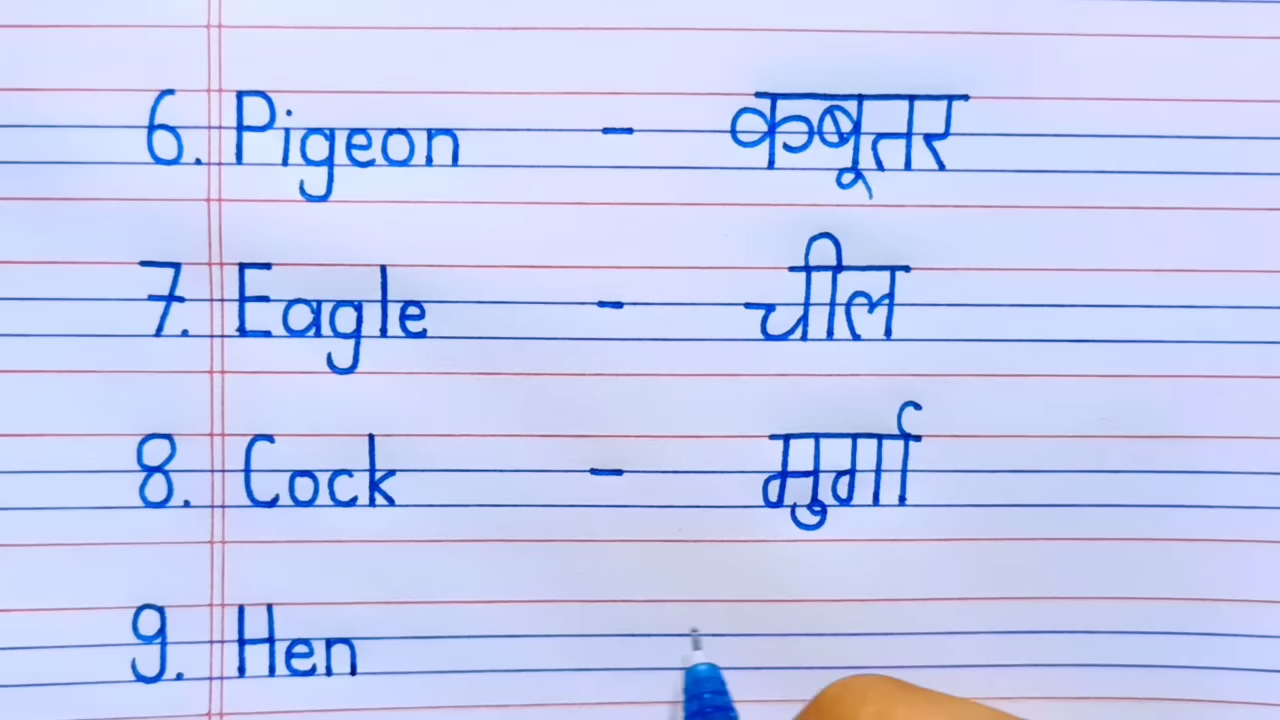 6. Pigeon - कबूतर
7. Eagle - चील
8. Cock - मुर्गा
9. Hen